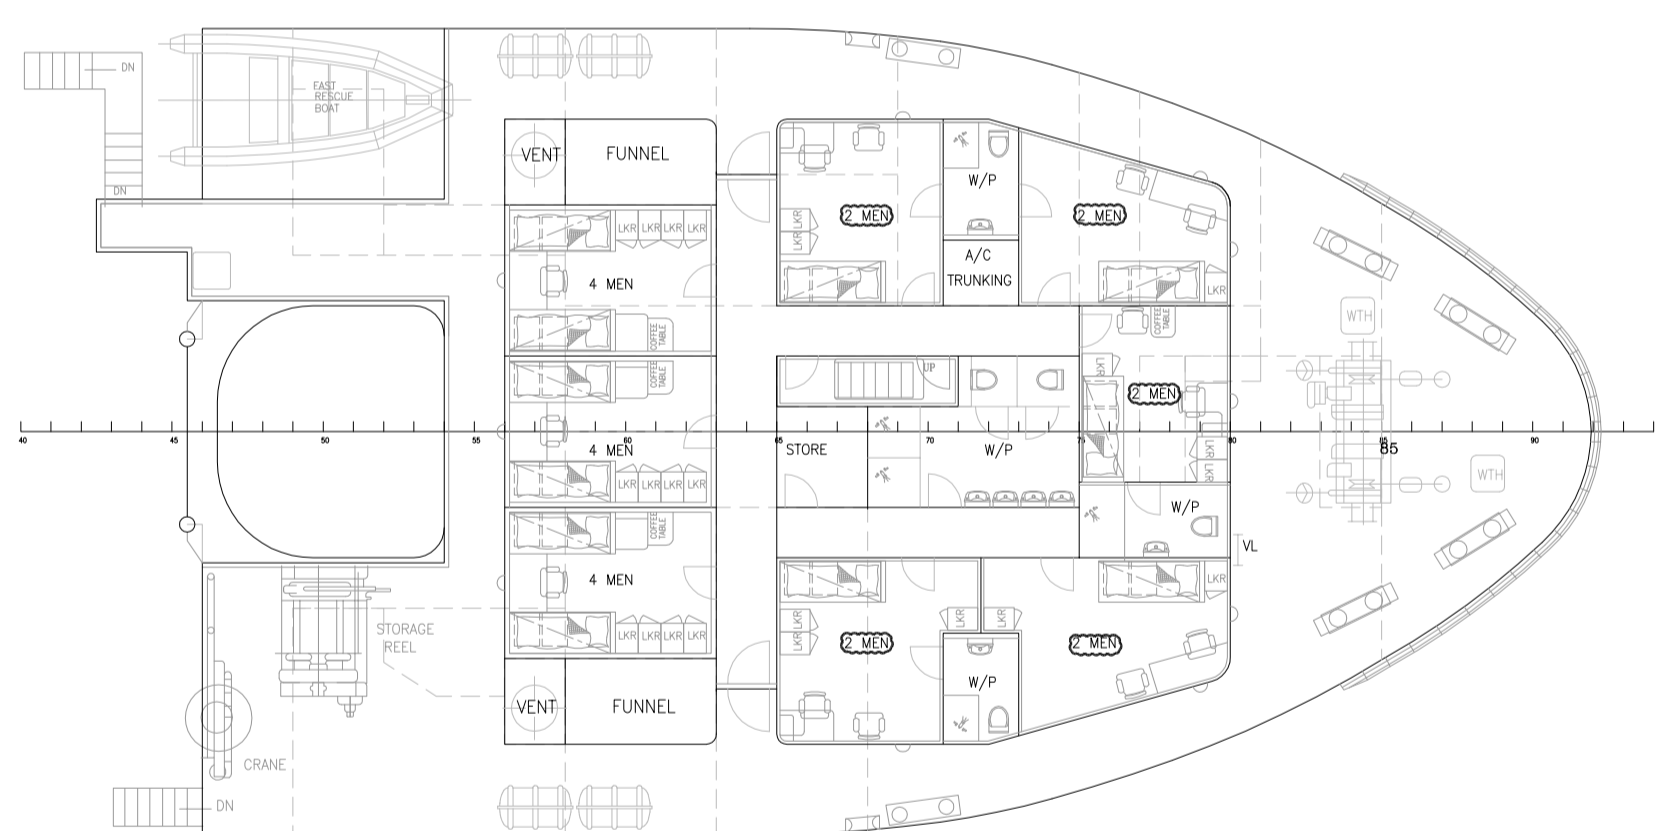 DN
FAST
RESCUE
BOAT
DN
VENT
FUNNEL
W/P
2 MEN
2 MEN
LKR
LKR
LKR
LKR
LKR
LKR
4 MEN
A/C
TRUNKING
LKR
COFFEE
TABLE
COFFEE
TABLE
WTH
COFFEE
TABLE
UP
LKR
2 MEN
40
45
50
55
60
65
70
75
80
85
85
90
4 MEN
STORE
W/P
LKR
LKR
LKR
LKR
LKR
LKR
WTH
W/P
COFFEE
TABLE
VL
4 MEN
LKR
LKR
LKR
LKR
LKR
STORAGE
REEL
LKR
LKR
LKR
LKR
2 MEN
2 MEN
W/P
VENT
FUNNEL
CRANE
DN